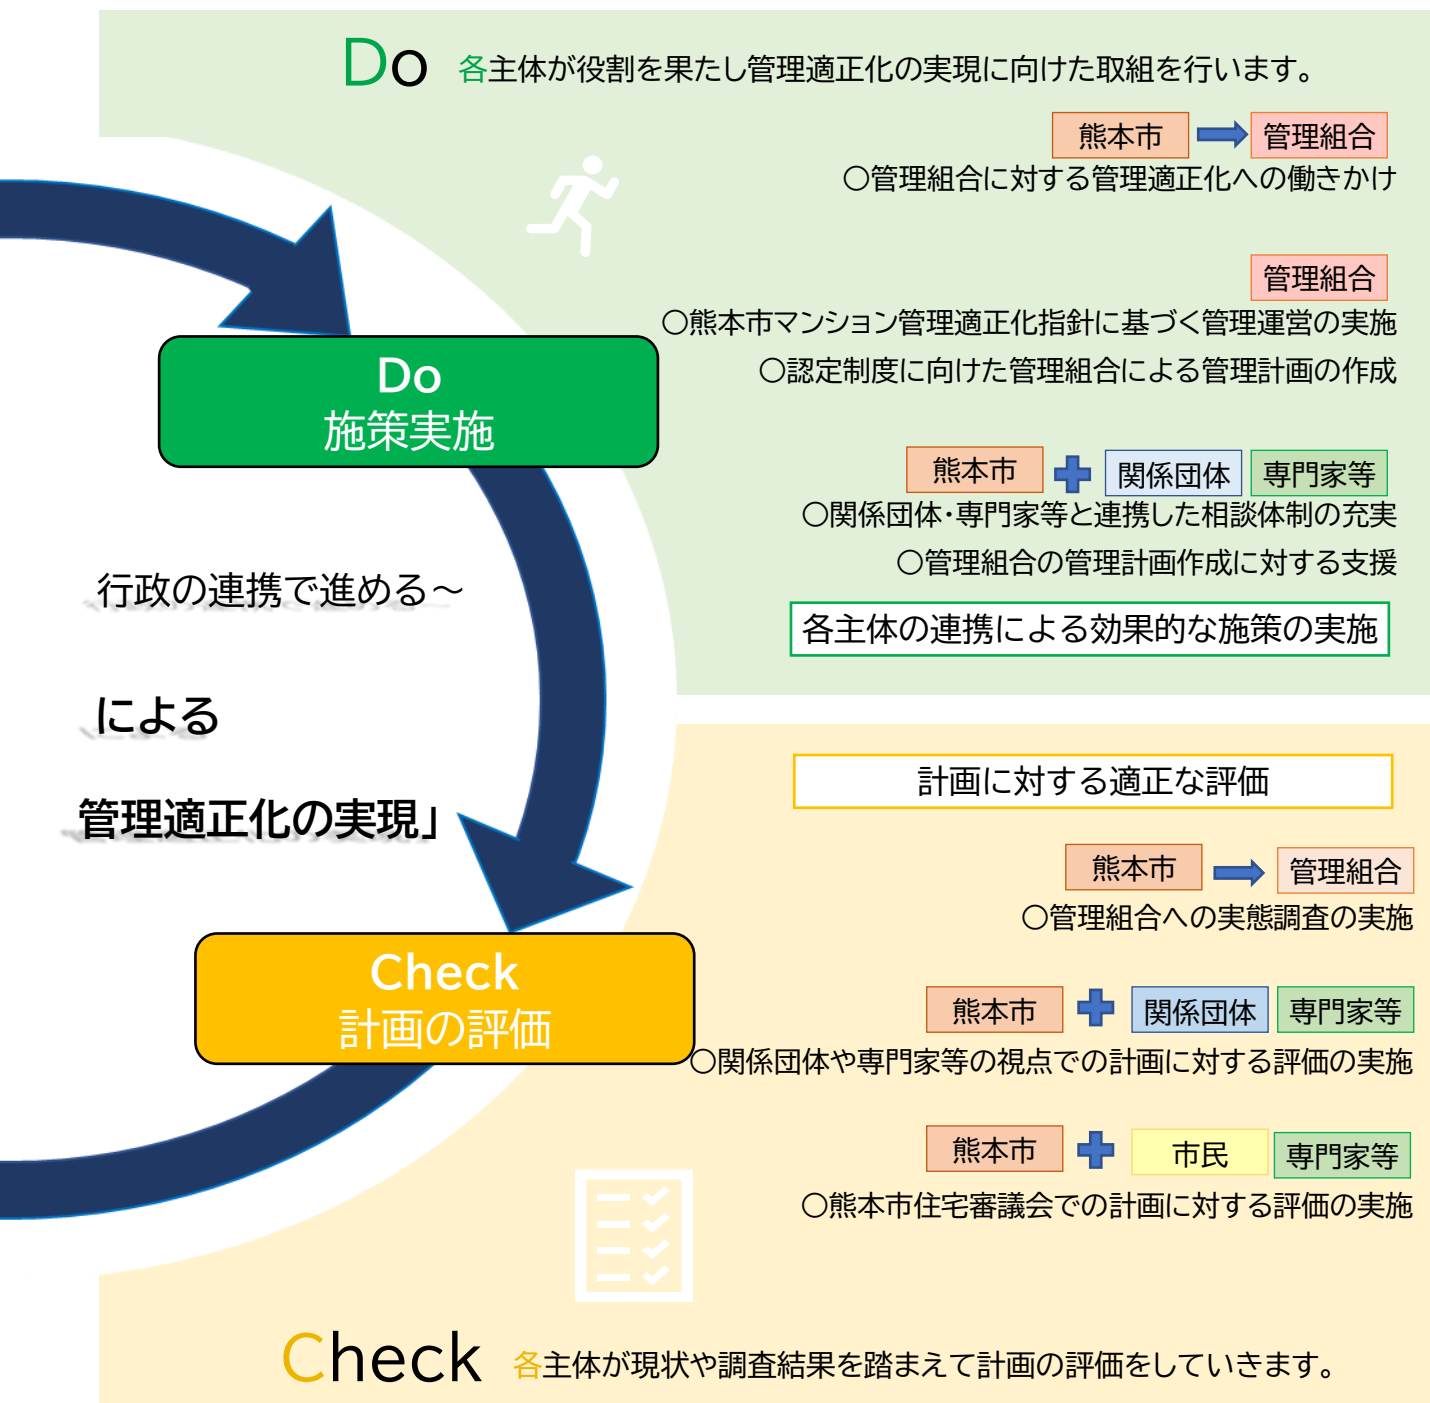 Do 各主体が役割を果たし管理適正化の実現に向けた取組を行います。
熊本市 管理組合
〇管理組合に対する管理適正化への働きかけ
管理組合
〇熊本市マンション管理適正化指針に基づく管理運営の実施
〇認定制度に向けた管理組合による管理計画の作成
Do
施策実施
熊本市 関係団体 専門家等
〇関係団体・専門家等と連携した相談体制の充実
〇管理組合の管理計画作成に対する支援
各主体の連携による効果的な施策の実施
行政の連携で進める～
による
管理適正化の実現」
計画に対する適正な評価
熊本市 管理組合
〇管理組合への実態調査の実施
Check
計画の評価
熊本市 関係団体 専門家等
〇関係団体や専門家等の視点での計画に対する評価の実施
熊本市 市民 専門家等
〇熊本市住宅審議会での計画に対する評価の実施
Check 各主体が現状や調査結果を踏まえて計画の評価をしていきます。